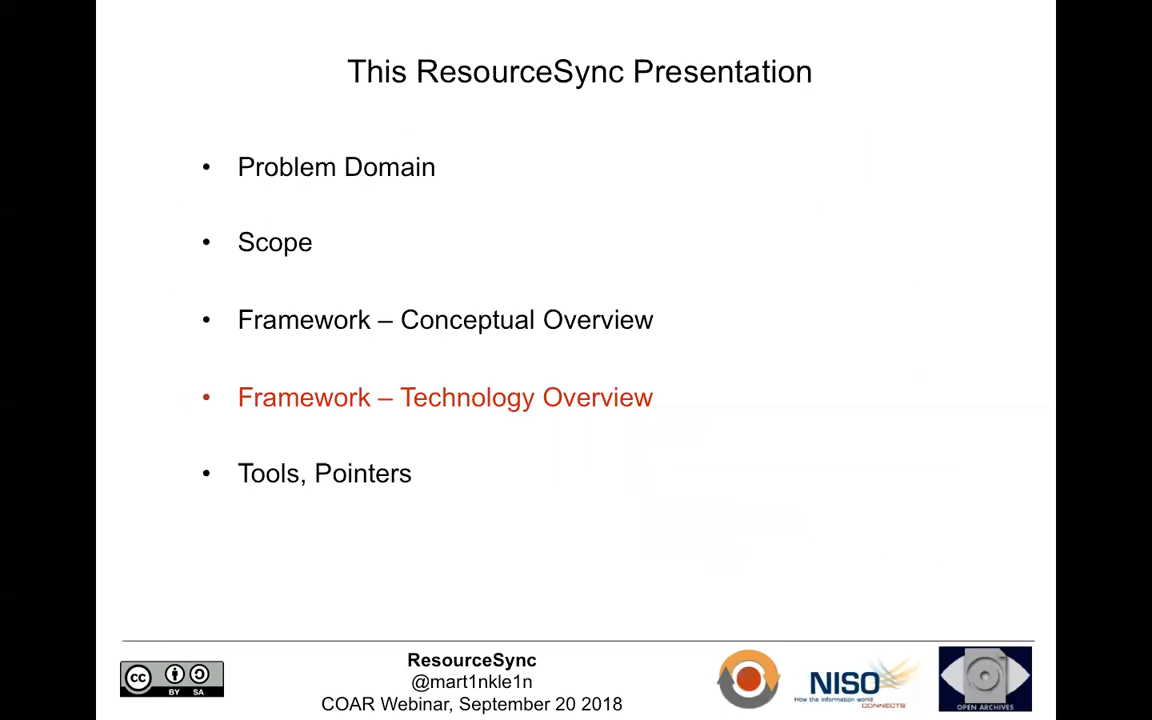 This ResourceSync Presentation
• Problem Domain
• Scope
• Framework – Conceptual Overview
• Framework – Technology Overview
• Tools, Pointers
ResourceSync
@mart1nkle1n
COAR Webinar, September 20 2018
cc
BY SA
NISO
How the information world
CONNECTS
OPEN ARCHIVES